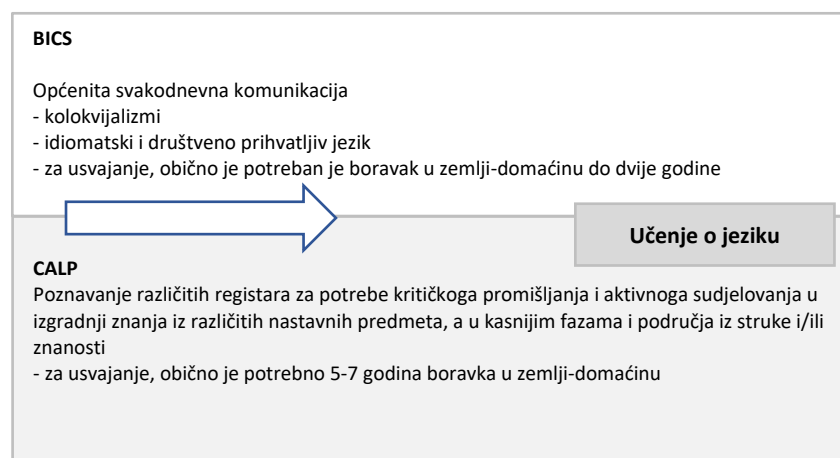 BICS
Općenita svakodnevna komunikacija
- kolokvijalizmi
- idiomatski i društveno prihvatljiv jezik
- za usvajanje, obično je potreban je boravak u zemlji-domaćinu do dvije godine
Učenje o jeziku
CALP
Poznavanje različitih registara za potrebe kritičkoga promišljanja i aktivnoga sudjelovanja u
izgradnji znanja iz različitih nastavnih predmeta, a u kasnijim fazama i područja iz struke i/ili
znanosti
- za usvajanje, obično je potrebno 5-7 godina boravka u zemlji-domaćinu